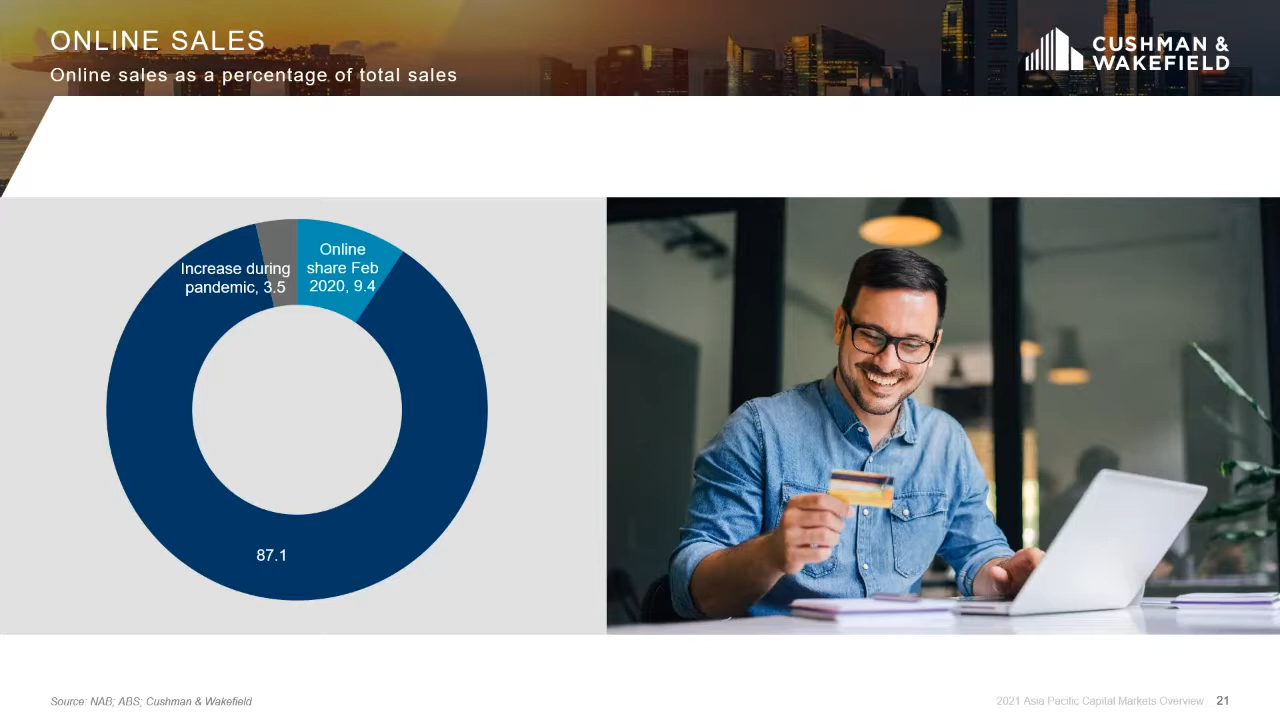 ONLINE SALES
Online sales as a percentage of total sales
CUSHMAN &
WAKEFIELD
Increase during
pandemic, 3.5
Online
share Feb
2020, 9.4
87.1
Source: NAB; ABS; Cushman & Wakefield
2021 Asia Pacific Capital Markets Overview 21